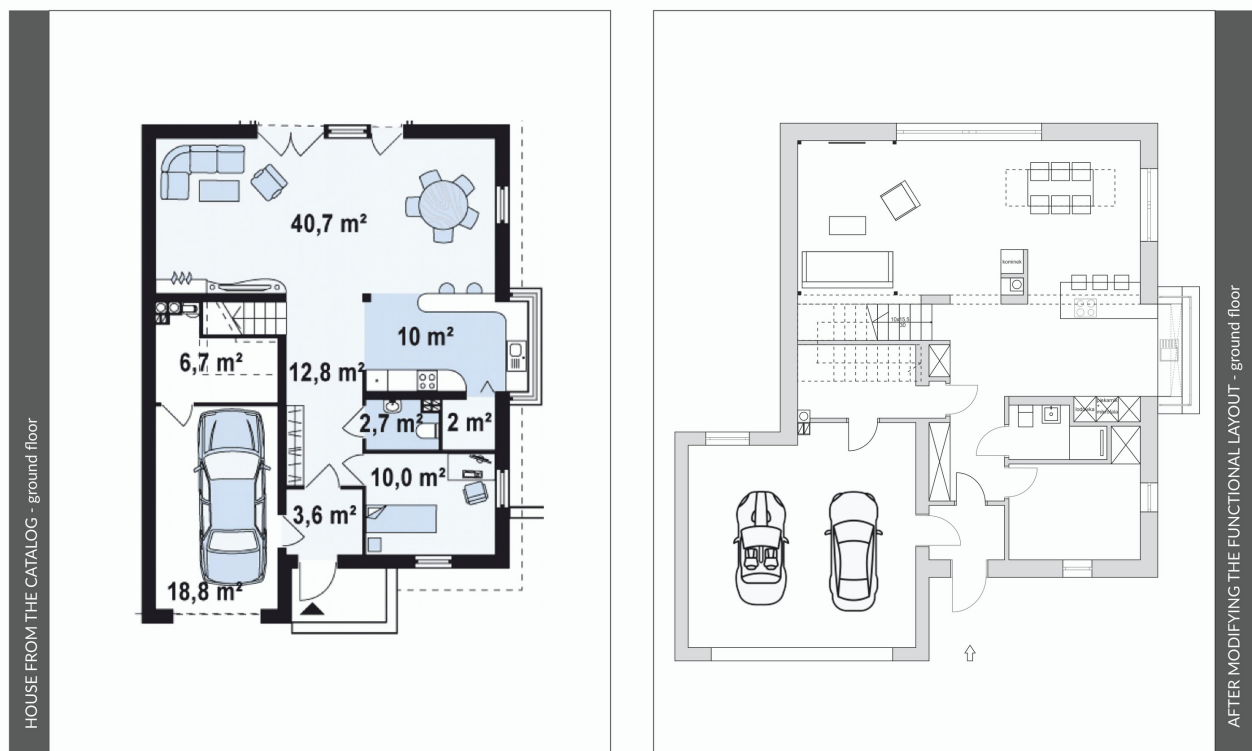 HOUSE FROM THE CATALOG - ground floor
40,7 m²
10 m²
6,7 m²
12,8 m²
2,7 m²
2 m²
10,0 m²
3,6 m²
18,8 m²
kominek
30
lodówka
AFTER MODIFYING THE FUNCTIONAL LAYOUT - ground floor